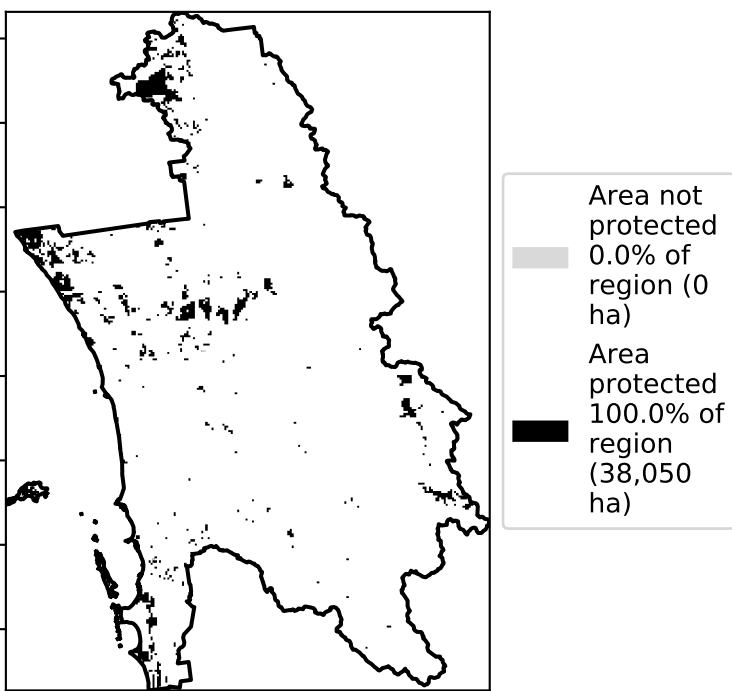 Area not
protected
0.0% of
region (0
ha)
Area
protected
100.0% of
region
(38,050
ha)